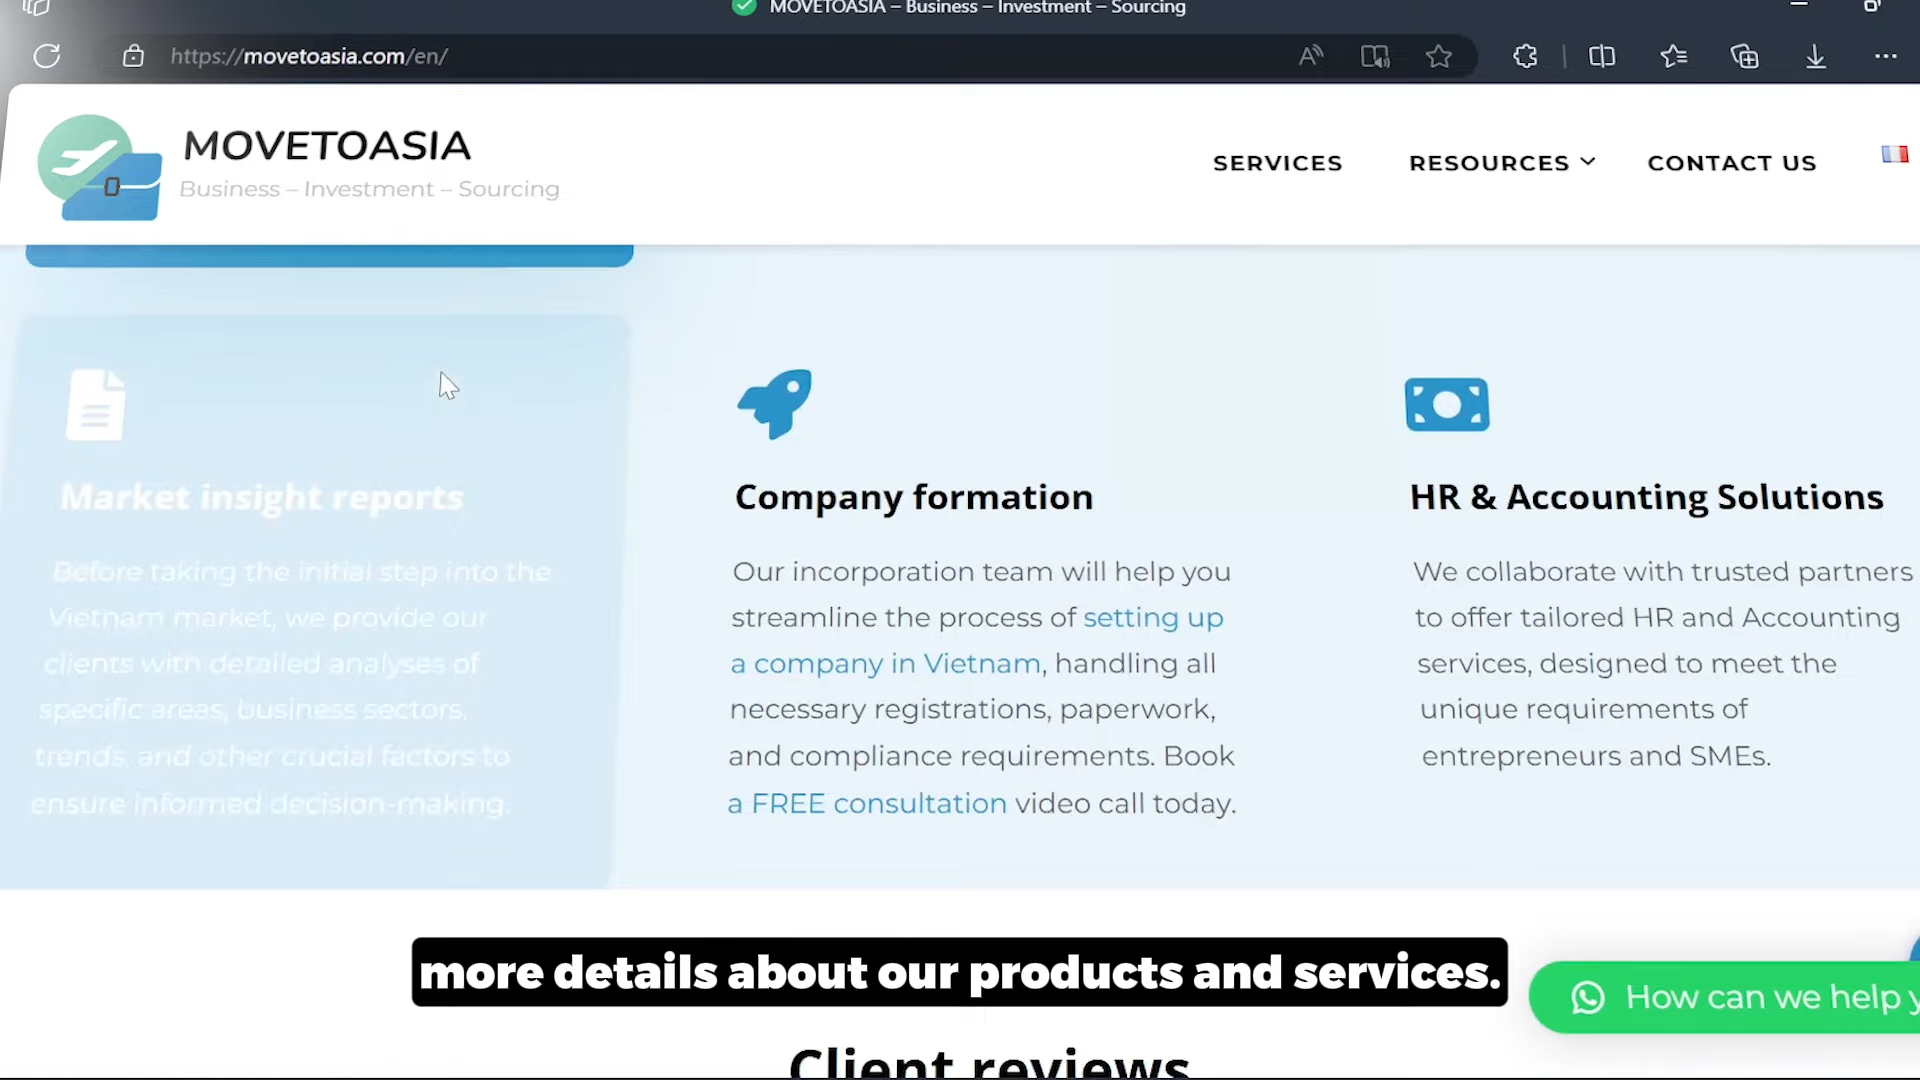 MOVETOASIA – Business – Investment – Sourcing
https://movetoasia.com/en/
MOVETOASIA
Business – Investment – Sourcing
SERVICES
RESOURCES
CONTACT US
Market insight reports
Before taking the initial step into the
Vietnam market, we provide our
clients with detailed analyses of
specific areas, business sectors,
trends, and other crucial factors to
ensure informed decision-making.
Company formation
Our incorporation team will help you
streamline the process of setting up
a company in Vietnam, handling all
necessary registrations, paperwork,
and compliance requirements. Book
a FREE consultation video call today.
HR & Accounting Solutions
We collaborate with trusted partners
to offer tailored HR and Accounting
services, designed to meet the
unique requirements of
entrepreneurs and SMEs.
more details about our products and services.
How can we help y
Client reviews